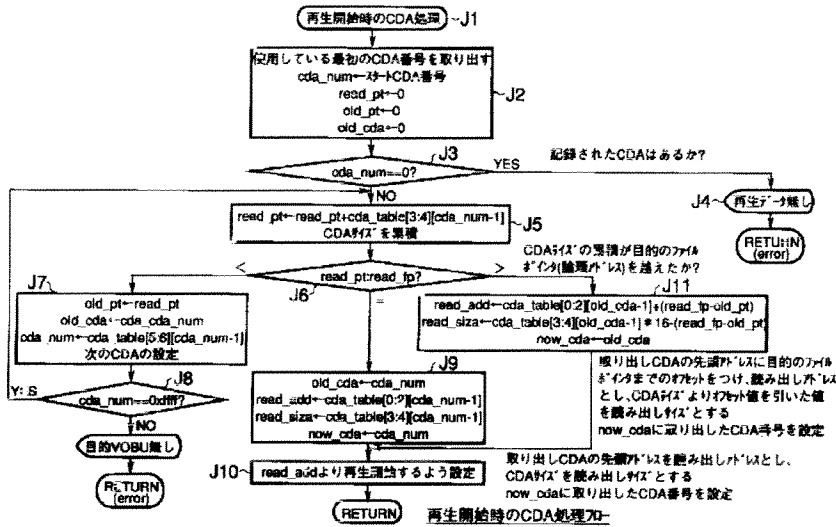 再生開始時のCDA処理
J1
使用している最初のCDA番号を取り出す
cda_num←スタートCDA番号
read_pt←0
old_pt←0
old_cda←0
J2
J3
cda_num==0?
YES
記録されたCDAはあるか?
NO
J4
再生データ無し
RETURN
(error)
read_pt←read_pt+cda_table[3:4][cda_num-1]
CDAサイズを累積
J5
CDAサイズの累積が目的のファイル
ポインタ(論理アドレス)を越えたか?
<
read_pt:read_fp?
>
J6
=
J7
old_pt←read_pt
old_cda←cda_cda_num
cda_num←cda_table[5:6][cda_num-1]
次のCDAの設定
J11
read_add←cda_table[0:2][old_cda-1]+(read_fp-old_pt)
read_siza←cda_table[3:4][old_cda-1]*16-(read_fp-old_pt)
now_cda←old_cda
取り出しCDAの先頭アドレスに目的のファイル
ポインタまでのオフセットをつけ、読み出しアドレス
とし、CDAサイズよりオフセット値を引いた値
を読み出しサイズとする
now_cdaに取り出したCDA番号を設定
J8
Y: S
cda_num==0xffff?
NO
目的VOBU無し
RETURN
(error)
J9
old_cda←cda_num
read_add←cda_table[0:2][cda_num-1]
read_siza←cda_table[3:4][cda_num-1]
now_cda←cda_num
J10
read_addより再生開始するよう設定
取り出しCDAの先頭アドレスを読み出しアドレスとし、
CDAサイズを読み出しサイズとする
now_cdaに取り出したCDA番号を設定
RETURN
再生開始時のCDA処理フロー